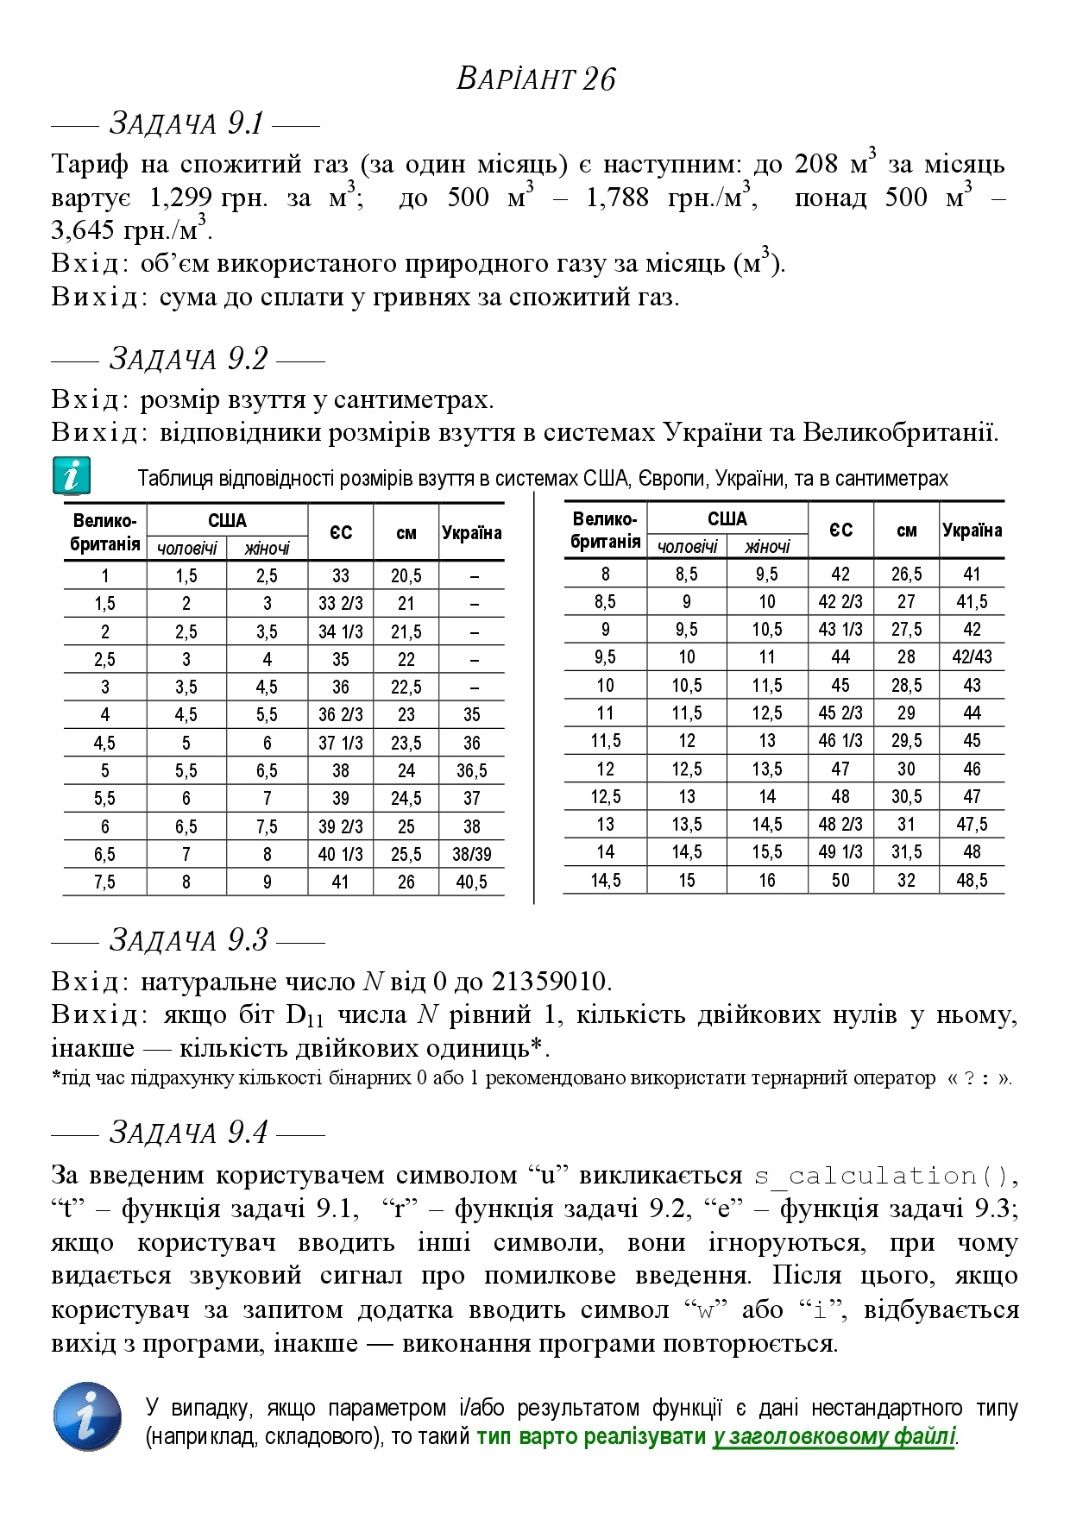 ВАРІАНТ 26
—— ЗАДАЧА 9.1 ——
Тариф на спожитий газ (за один місяць) є наступним: до 208 м³ за місяць
вартує 1,299 грн. за м³; до 500 м³ – 1,788 грн./м³, понад 500 м³ –
3,645 грн./м³.
Вхід: об’єм використаного природного газу за місяць (м³).
Вихід: сума до сплати у гривнях за спожитий газ.
—— ЗАДАЧА 9.2 ——
Вхід: розмір взуття у сантиметрах.
Вихід: відповідники розмірів взуття в системах України та Великобританії.
Таблиця відповідності розмірів взуття в системах США, Європи, України, та в сантиметрах
Велико-британія США чоловічі жіночі ЄС см Україна
1 1,5 2,5 33 20,5 –
1,5 2 3 33 2/3 21 –
2 2,5 3,5 34 1/3 21,5 –
2,5 3 4 35 22 –
3 3,5 4,5 36 22,5 –
4 4,5 5,5 36 2/3 23 35
4,5 5 6 37 1/3 23,5 36
5 5,5 6,5 38 24 36,5
5,5 6 7 39 24,5 37
6 6,5 7,5 39 2/3 25 38
6,5 7 8 40 1/3 25,5 38/39
7,5 8 9 41 26 40,5
Велико-британія США чоловічі жіночі ЄС см Україна
8 8,5 9,5 42 26,5 41
8,5 9 10 42 2/3 27 41,5
9 9,5 10,5 43 1/3 27,5 42
9,5 10 11 44 28 42/43
10 10,5 11,5 45 28,5 43
11 11,5 12,5 45 2/3 29 44
11,5 12 13 46 1/3 29,5 45
12 12,5 13,5 47 30 46
12,5 13 14 48 30,5 47
13 13,5 14,5 48 2/3 31 47,5
14 14,5 15,5 49 1/3 31,5 48
14,5 15 16 50 32 48,5
—— ЗАДАЧА 9.3 ——
Вхід: натуральне число N від 0 до 21359010.
Вихід: якщо біт D₁₁ числа N рівний 1, кількість двійкових нулів у ньому,
інакше — кількість двійкових одиниць*.
*під час підрахунку кількості бінарних 0 або 1 рекомендовано використати тернарний оператор « ? : ».
—— ЗАДАЧА 9.4 ——
За введеним користувачем символом “u” викликається s_calculation(),
“t” – функція задачі 9.1, “r” – функція задачі 9.2, “e” – функція задачі 9.3;
якщо користувач вводить інші символи, вони ігноруються, при чому
видається звуковий сигнал про помилкове введення. Після цього, якщо
користувач за запитом додатка вводить символ “w” або “i”, відбувається
вихід з програми, інакше — виконання програми повторюється.
У випадку, якщо параметром і/або результатом функції є дані нестандартного типу
(наприклад, складового), то такий тип варто реалізувати у заголовковому файлі.